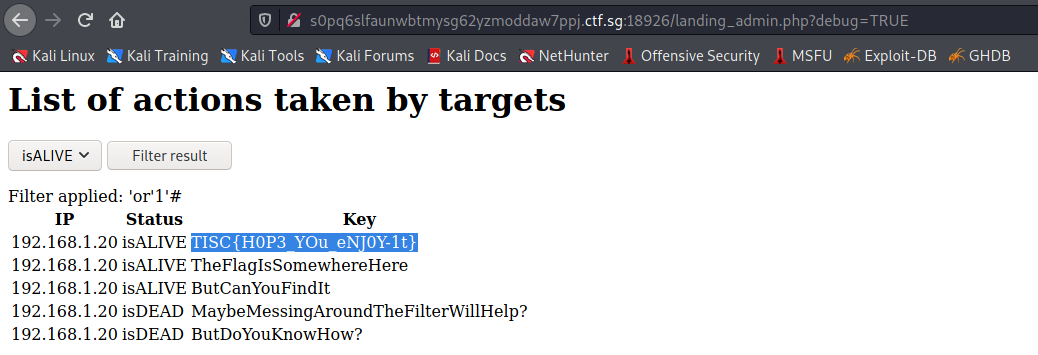 s0pq6slfaunwbtmysg62yzmoddaw7ppj.ctf.sg:18926/landing_admin.php?debug=TRUE
Kali Linux Kali Training Kali Tools Kali Forums Kali Docs NetHunter Offensive Security MSFU Exploit-DB GHDB
List of actions taken by targets
isALIVE Filter result
Filter applied: 'or'1'#
IP Status Key
192.168.1.20 isALIVE TISC{H0P3_YOu_eNJ0Y-1t}
192.168.1.20 isALIVE TheFlagIsSomewhereHere
192.168.1.20 isALIVE ButCanYouFindIt
192.168.1.20 isDEAD MaybeMessingAroundTheFilterWillHelp?
192.168.1.20 isDEAD ButDoYouKnowHow?